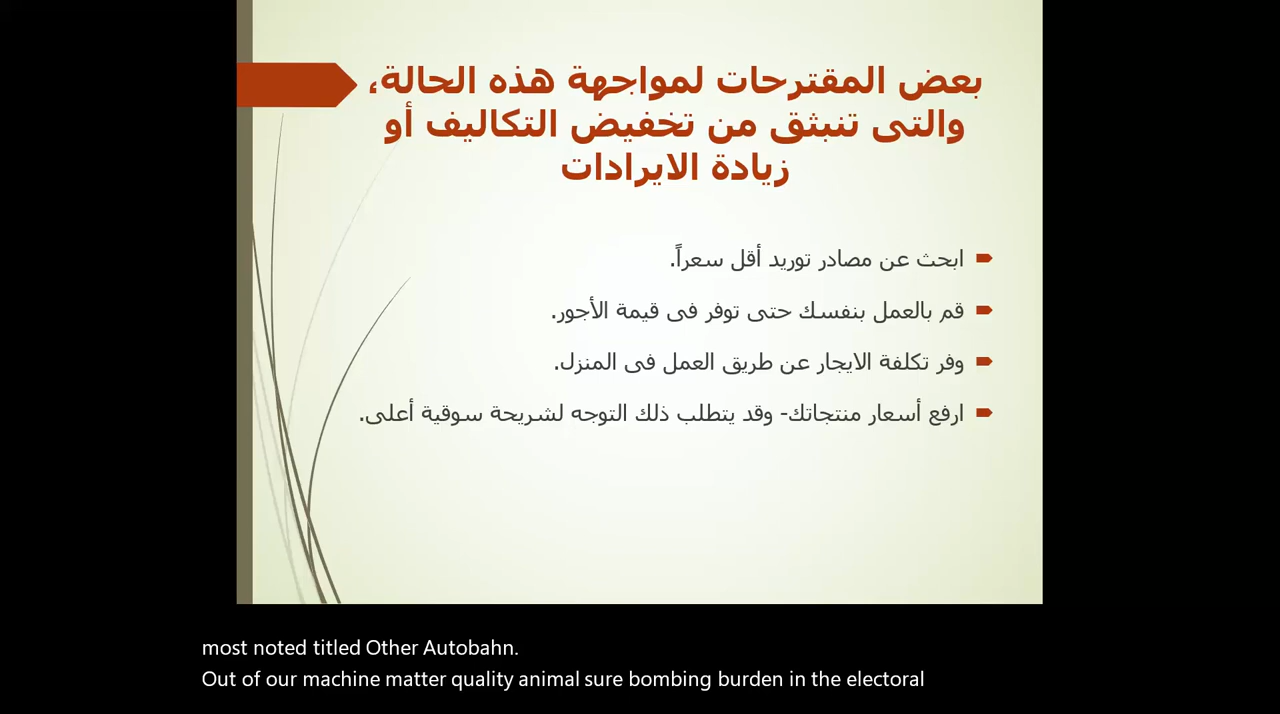 بعض المقترحات لمواجهة هذه الحالة،
والتى تنبثق من تخفيض التكاليف أو
زيادة الايرادات
ابحث عن مصادر توريد أقل سعراً.
قم بالعمل بنفسك حتى توفر فى قيمة الأجور.
وفر تكلفة الايجار عن طريق العمل فى المنزل.
ارفع أسعار منتجاتك- وقد يتطلب ذلك التوجه لشريحة سوقية أعلى.
most noted titled Other Autobahn.
Out of our machine matter quality animal sure bombing burden in the electoral